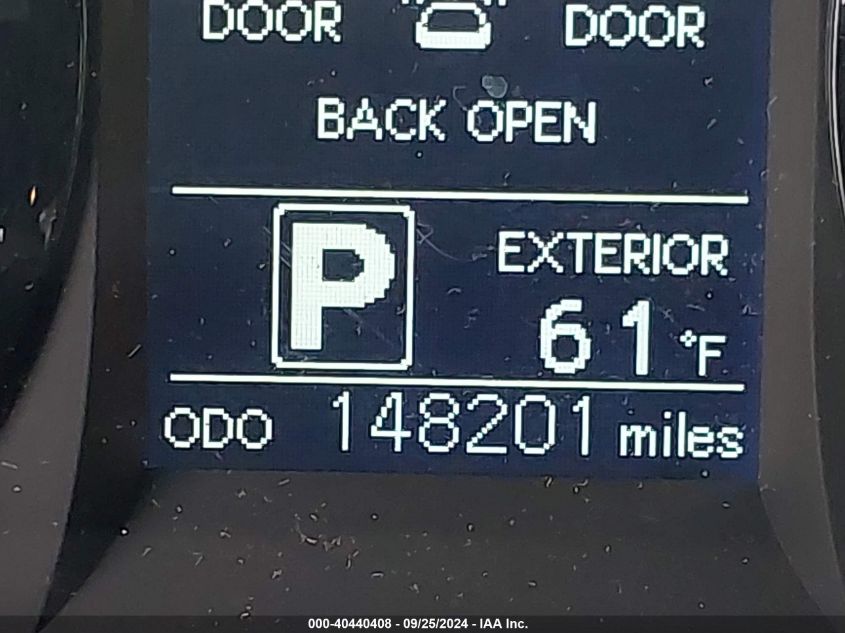 DOOR DOOR
BACK OPEN
P
EXTERIOR
61°F
ODO 148201 miles
000-40440408 - 09/25/2024 - IAA Inc.